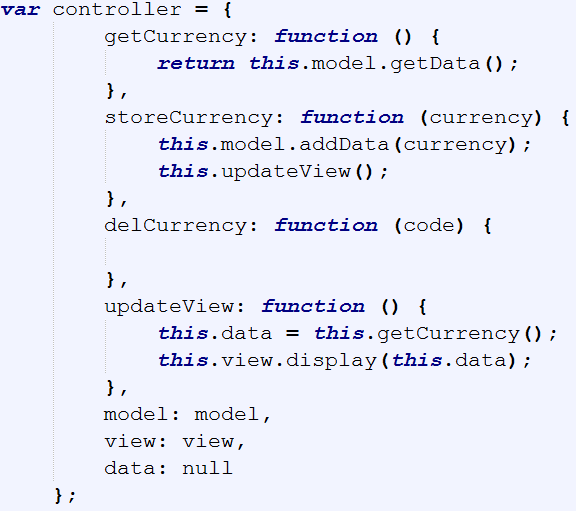 var controller = {
        getCurrency: function () {
            return this.model.getData();
        },
        storeCurrency: function (currency) {
            this.model.addData(currency);
            this.updateView();
        },
        delCurrency: function (code) {

        },
        updateView: function () {
            this.data = this.getCurrency();
            this.view.display(this.data);
        },
        model: model,
        view: view,
        data: null
    };